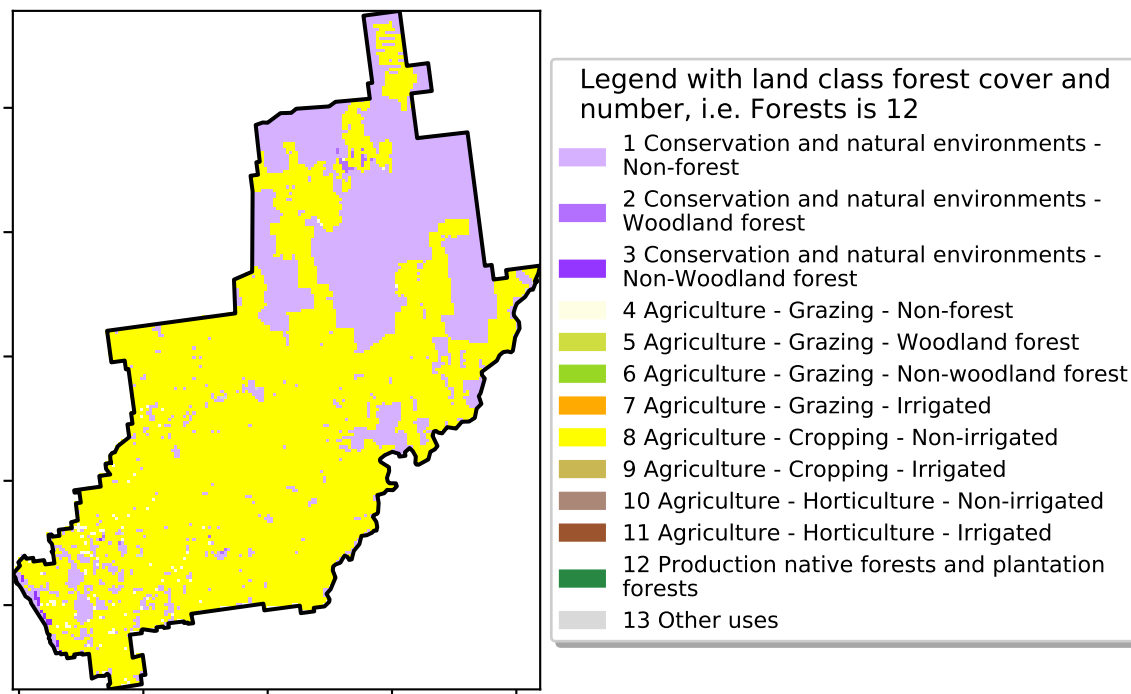 Legend with land class forest cover and
number, i.e. Forests is 12
1 Conservation and natural environments -
Non-forest
2 Conservation and natural environments -
Woodland forest
3 Conservation and natural environments -
Non-Woodland forest
4 Agriculture - Grazing - Non-forest
5 Agriculture - Grazing - Woodland forest
6 Agriculture - Grazing - Non-woodland forest
7 Agriculture - Grazing - Irrigated
8 Agriculture - Cropping - Non-irrigated
9 Agriculture - Cropping - Irrigated
10 Agriculture - Horticulture - Non-irrigated
11 Agriculture - Horticulture - Irrigated
12 Production native forests and plantation
forests
13 Other uses